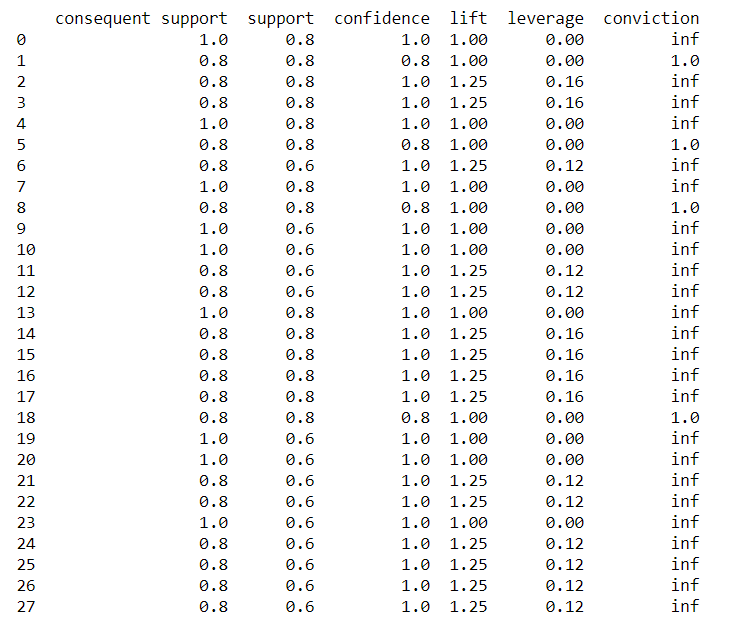 consequent support support confidence lift leverage conviction
0 1.0 0.8 1.0 1.00 0.00 inf
1 0.8 0.8 0.8 1.00 0.00 1.0
2 0.8 0.8 1.0 1.25 0.16 inf
3 0.8 0.8 1.0 1.25 0.16 inf
4 1.0 0.8 1.0 1.00 0.00 inf
5 0.8 0.8 0.8 1.00 0.00 1.0
6 0.8 0.6 1.0 1.25 0.12 inf
7 1.0 0.8 1.0 1.00 0.00 inf
8 0.8 0.8 0.8 1.00 0.00 1.0
9 1.0 0.6 1.0 1.00 0.00 inf
10 1.0 0.6 1.0 1.00 0.00 inf
11 0.8 0.6 1.0 1.25 0.12 inf
12 0.8 0.6 1.0 1.25 0.12 inf
13 1.0 0.8 1.0 1.00 0.00 inf
14 0.8 0.8 1.0 1.25 0.16 inf
15 0.8 0.8 1.0 1.25 0.16 inf
16 0.8 0.8 1.0 1.25 0.16 inf
17 0.8 0.8 1.0 1.25 0.16 inf
18 0.8 0.8 0.8 1.00 0.00 1.0
19 1.0 0.6 1.0 1.00 0.00 inf
20 1.0 0.6 1.0 1.00 0.00 inf
21 0.8 0.6 1.0 1.25 0.12 inf
22 0.8 0.6 1.0 1.25 0.12 inf
23 1.0 0.6 1.0 1.00 0.00 inf
24 0.8 0.6 1.0 1.25 0.12 inf
25 0.8 0.6 1.0 1.25 0.12 inf
26 0.8 0.6 1.0 1.25 0.12 inf
27 0.8 0.6 1.0 1.25 0.12 inf